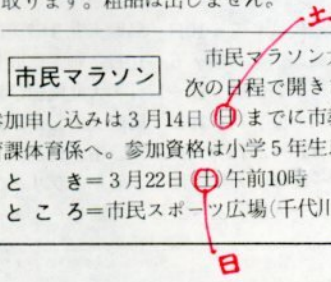 取ります。粗品は出しません。
土
市民マラソン
市民マラソン
次の日程で開き
参加申し込みは3月14日(日)までに市
課体育係へ。参加資格は小学5年生
と き=3月22日(土)午前10時
ところ=市民スポーツ広場(千代川
日